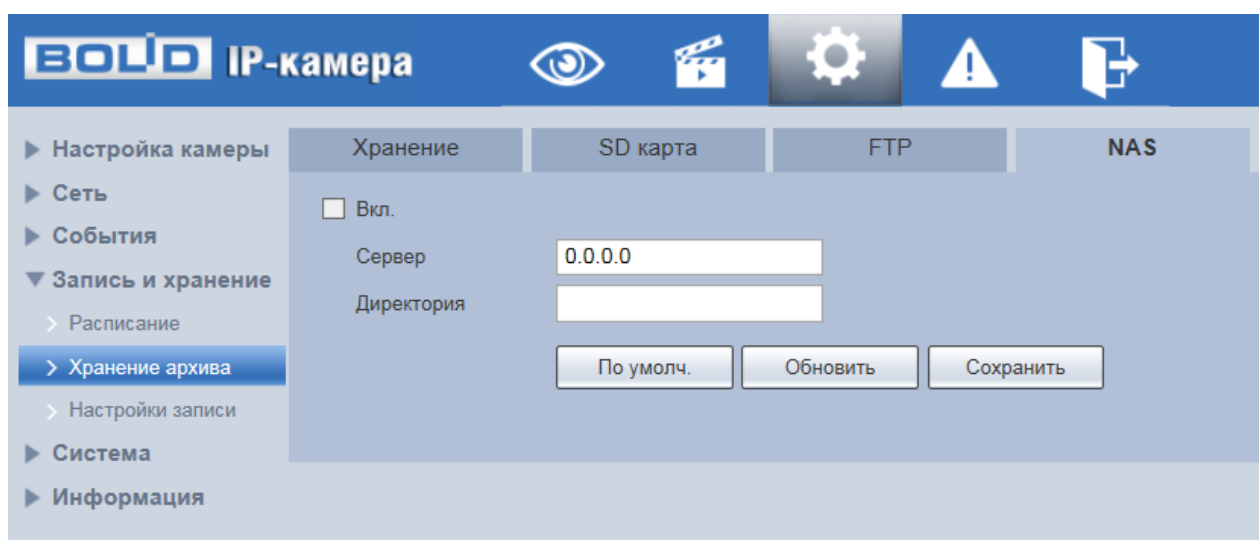 BOLID IP-камера
Настройка камеры
Сеть
События
Запись и хранение
Расписание
Хранение архива
Настройки записи
Система
Информация
Хранение SD карта FTP NAS
Вкл.
Сервер 0.0.0.0
Директория
По умолч. Обновить Сохранить